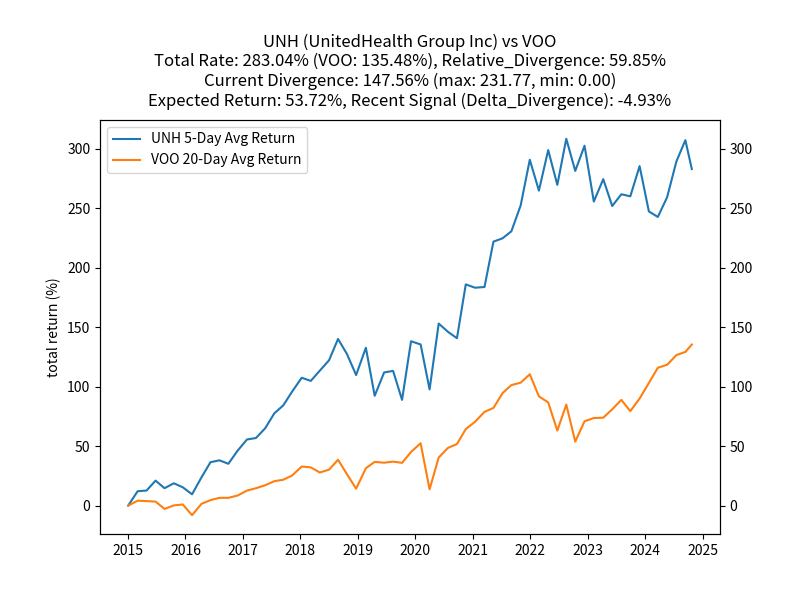 UNH (UnitedHealth Group Inc) vs VOO
Total Rate: 283.04% (VOO: 135.48%), Relative_Divergence: 59.85%
Current Divergence: 147.56% (max: 231.77, min: 0.00)
Expected Return: 53.72%, Recent Signal (Delta_Divergence): -4.93%
UNH 5-Day Avg Return
VOO 20-Day Avg Return
total return (%)
300
250
200
150
100
50
0
300
250
200
150
100
50
0
2015 2016 2017 2018 2019 2020 2021 2022 2023 2024 2025